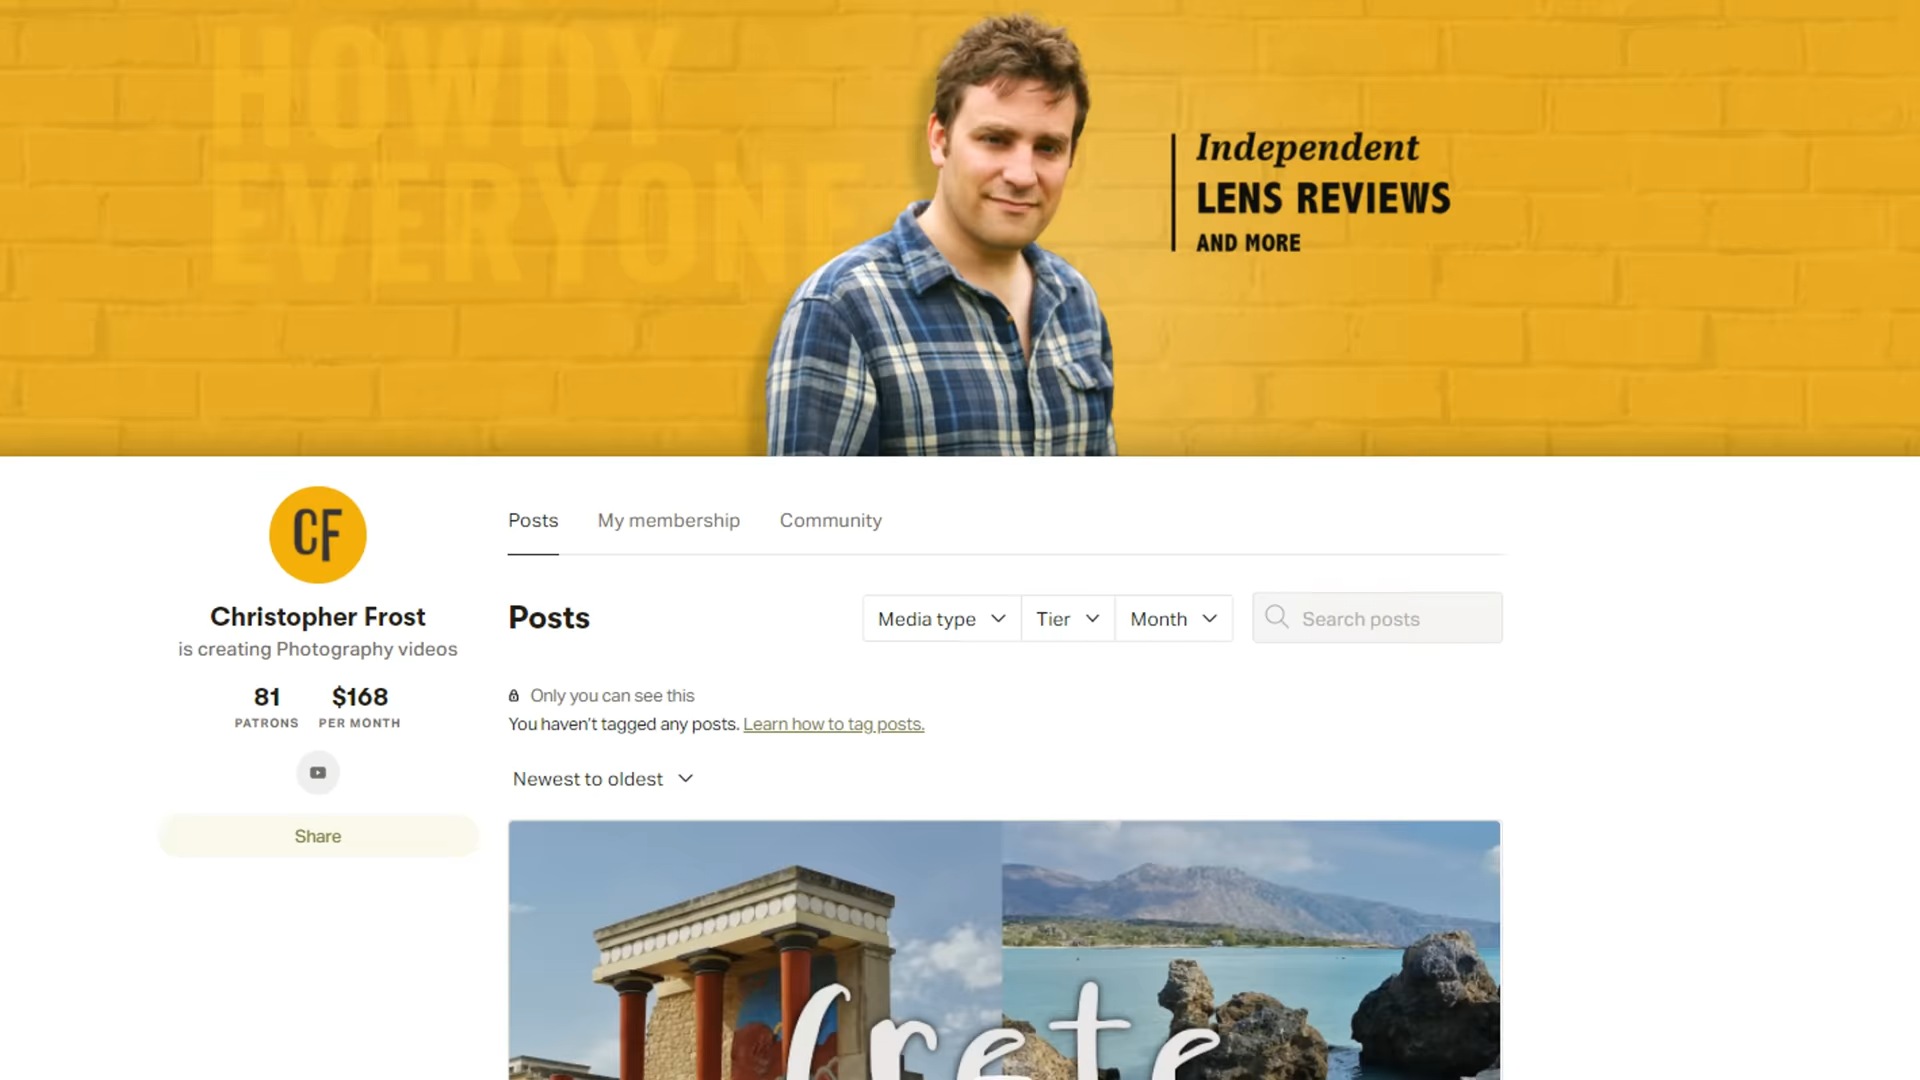 HOWDY
EVERYONE
Independent
LENS REVIEWS
AND MORE
CF
Christopher Frost
is creating Photography videos
81
PATRONS
$168
PER MONTH
Share
Posts
My membership
Community
Posts
Media type
Tier
Month
Search posts
Only you can see this
You haven't tagged any posts. Learn how to tag posts.
Newest to oldest
Crete